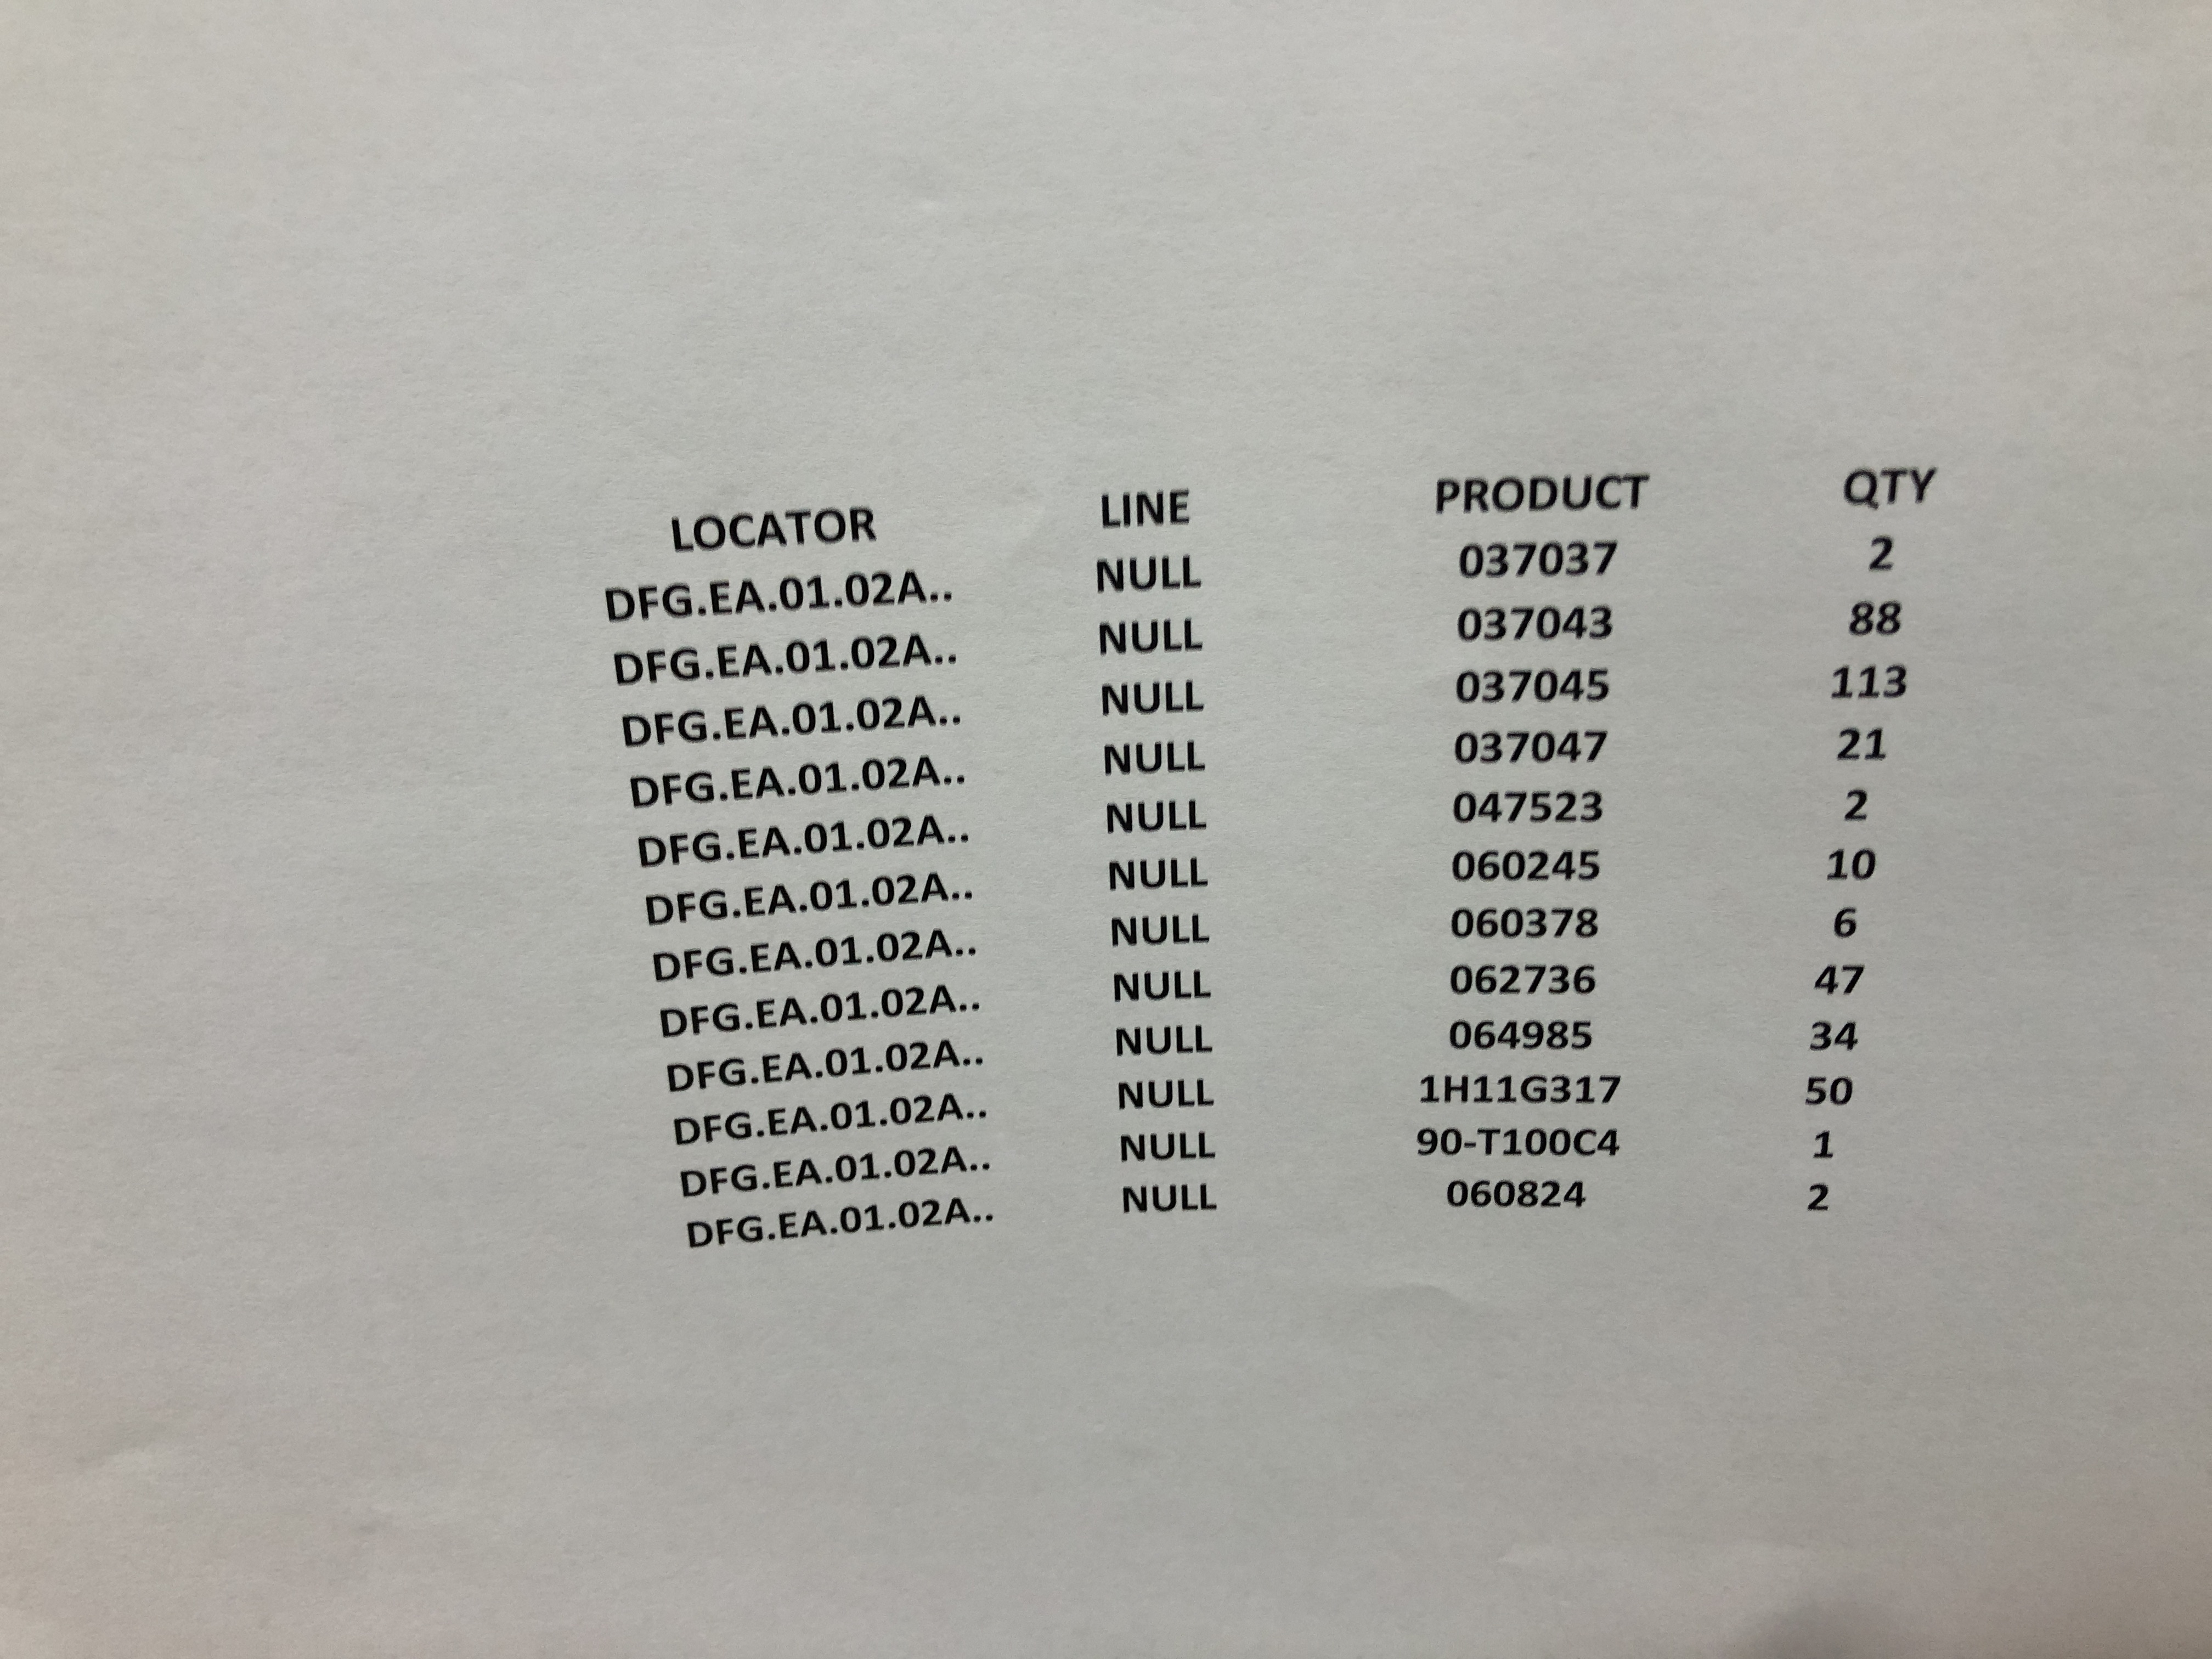 LOCATOR LINE PRODUCT QTY
DFG.EA.01.02A.. NULL 037037 2
DFG.EA.01.02A.. NULL 037043 88
DFG.EA.01.02A.. NULL 037045 113
DFG.EA.01.02A.. NULL 037047 21
DFG.EA.01.02A.. NULL 047523 2
DFG.EA.01.02A.. NULL 060245 10
DFG.EA.01.02A.. NULL 060378 6
DFG.EA.01.02A.. NULL 062736 47
DFG.EA.01.02A.. NULL 064985 34
DFG.EA.01.02A.. NULL 1H11G317 50
DFG.EA.01.02A.. NULL 90-T100C4 1
DFG.EA.01.02A.. NULL 060824 2